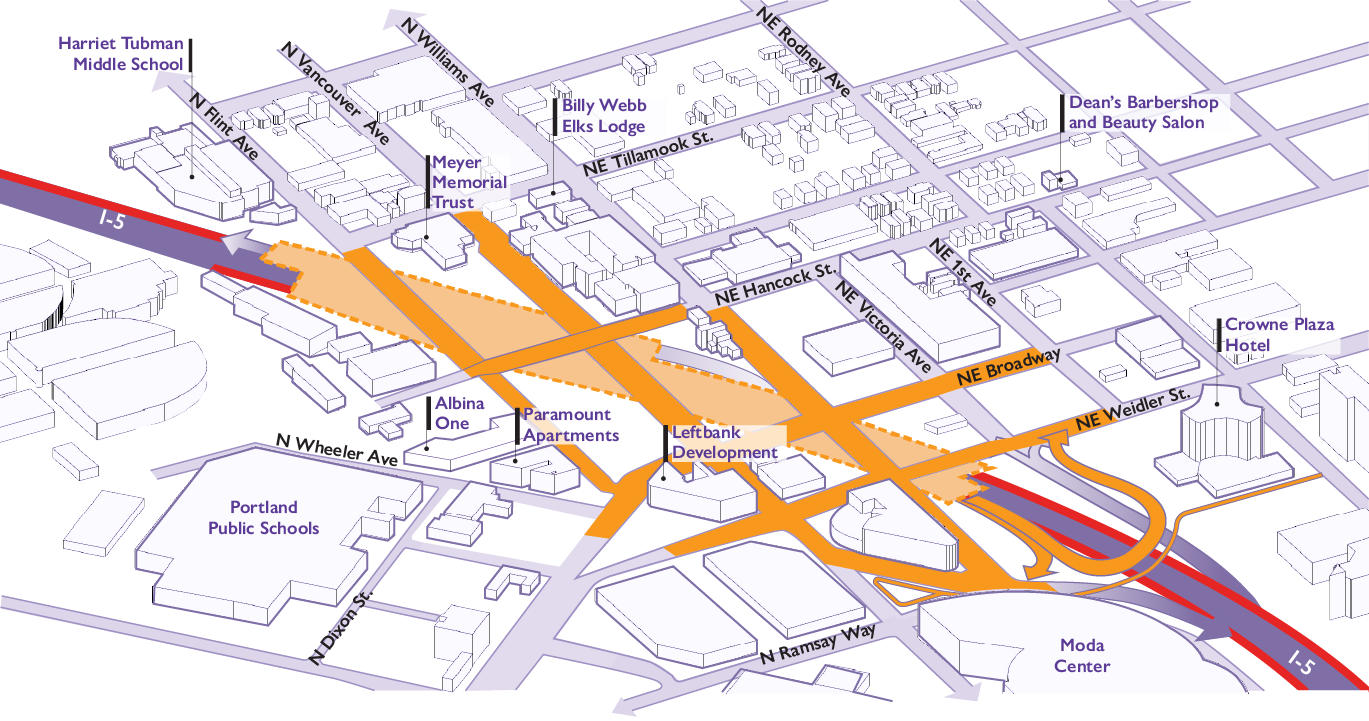 Harriet Tubman
Middle School
N Flint Ave
N Vancouver Ave
N Williams Ave
NE Rodney Ave
Billy Webb
Elks Lodge
Dean's Barbershop
and Beauty Salon
NE Tillamook St.
Meyer
Memorial
Trust
I-5
NE Hancock St.
NE 1st Ave
NE Victoria Ave
NE Broadway
Crowne Plaza
Hotel
NE Weidler St.
Albina
One
Paramount
Apartments
Leftbank
Development
N Wheeler Ave
Portland
Public Schools
N Dixon St.
N Ramsay Way
Moda
Center
I-5